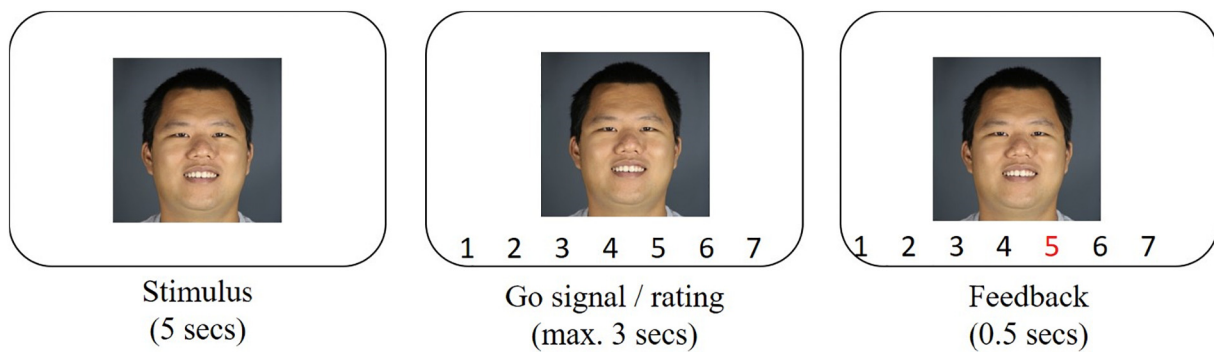 1 2 3 4 5 6 7
1 2 3 4 5 6 7
Stimulus
(5 secs)
Go signal / rating
(max. 3 secs)
Feedback
(0.5 secs)